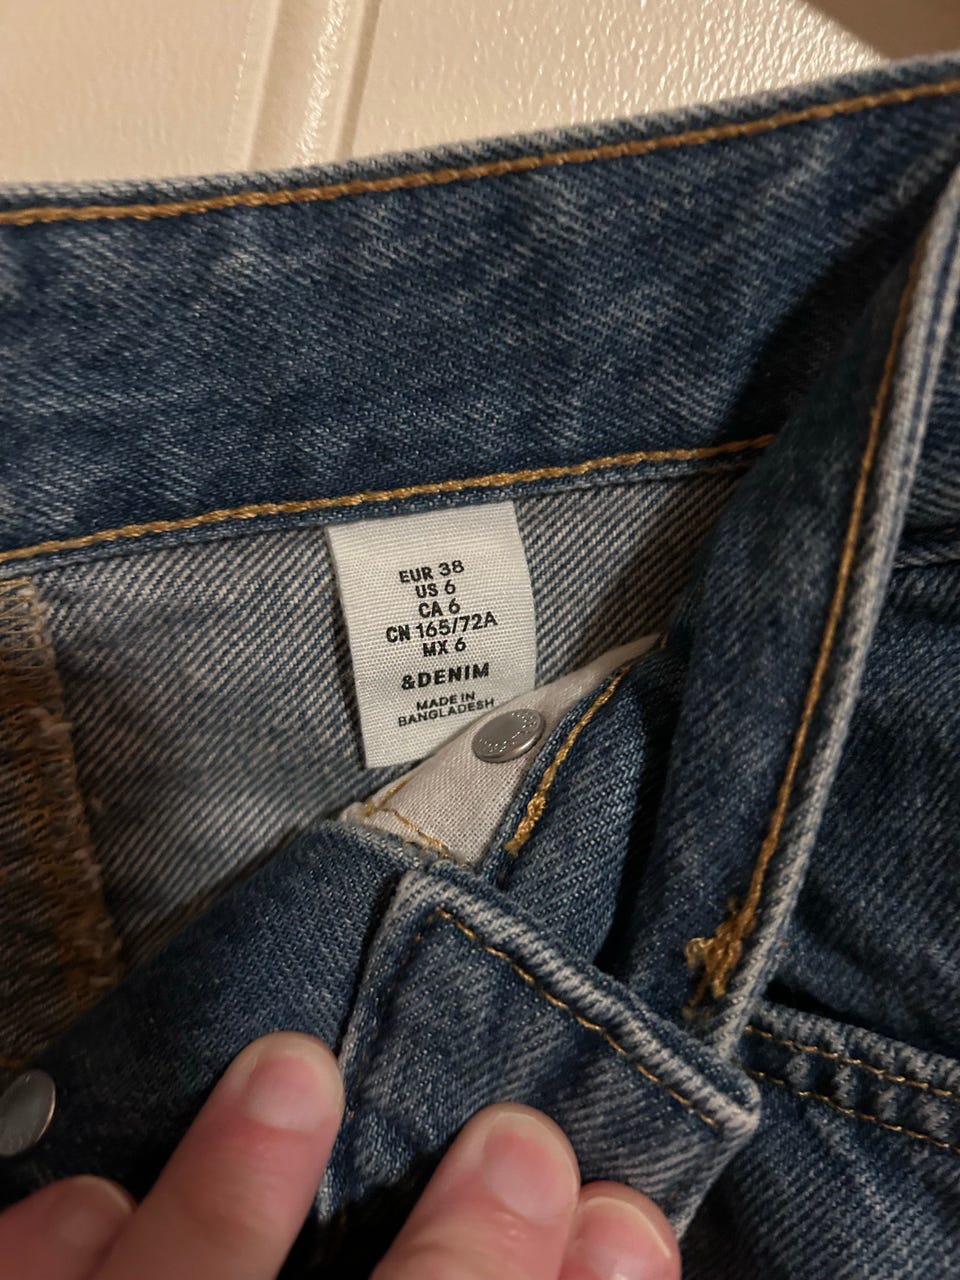 EUR 38
US 6
CA 6
CN 165/72A
MX 6
&DENIM
MADE IN
BANGLADESH